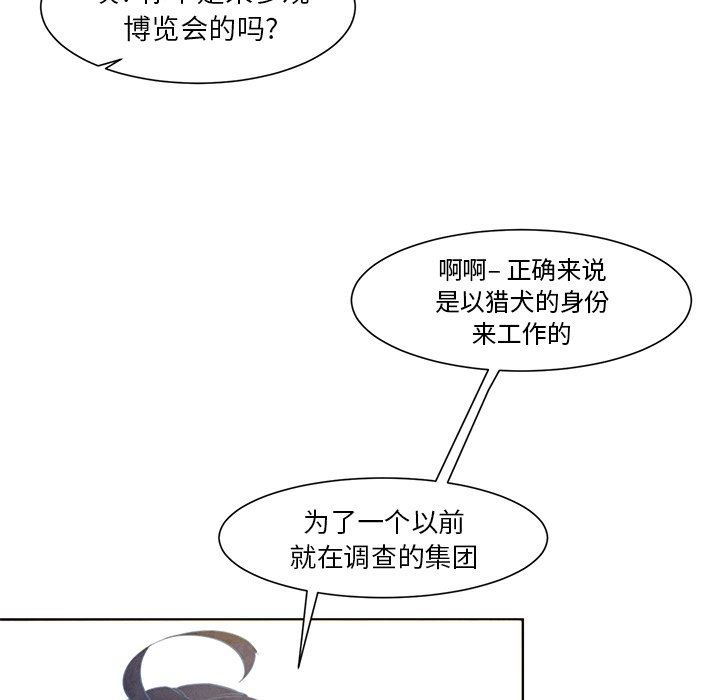 博览会的吗?
啊啊– 正确来说
是以猎犬的身份
来工作的
为了一个以前
就在调查的集团